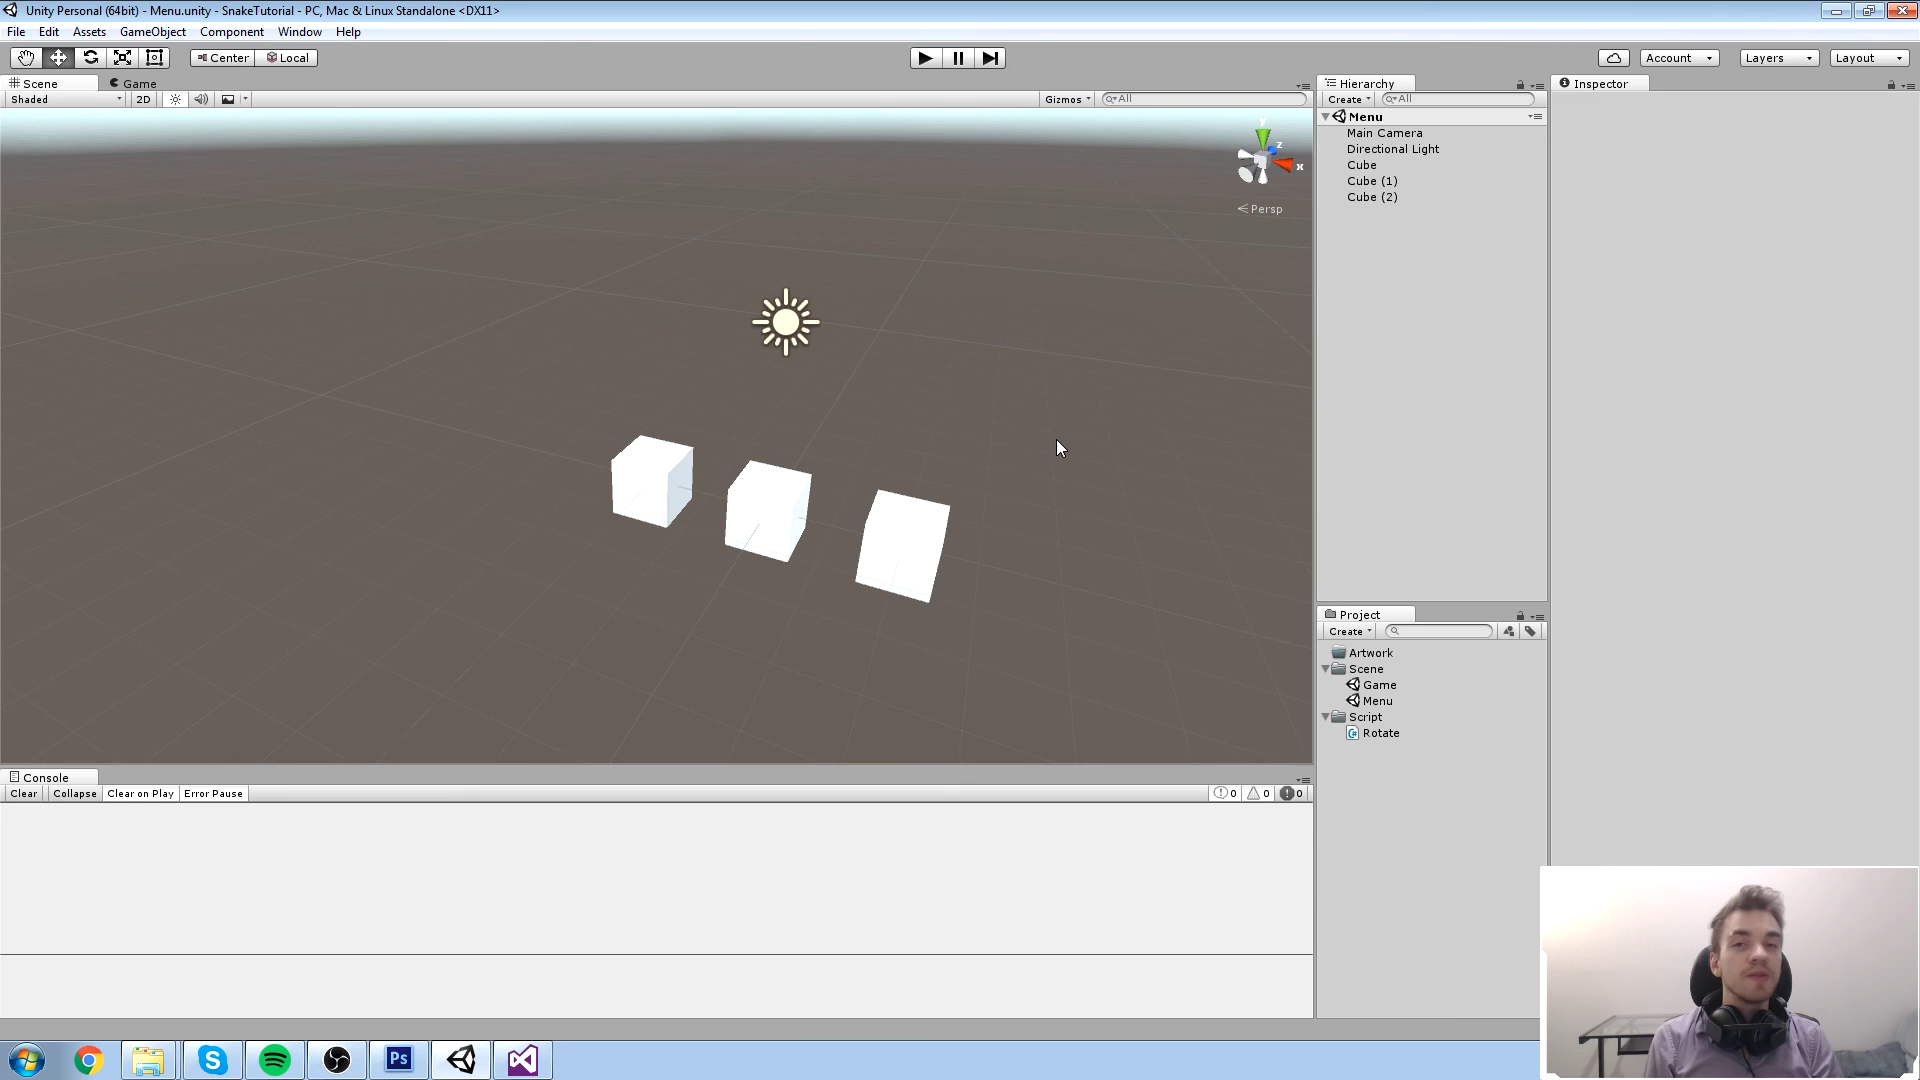 Unity Personal (64bit) - Menu.unity - SnakeTutorial - PC, Mac & Linux Standalone <DX11>
File Edit Assets GameObject Component Window Help
Center Local Account Layers Layout
Scene Game Hierarchy Inspector
Shaded 2D Gizmos All Create All
Menu
Main Camera
Directional Light
Cube
Cube (1)
Cube (2)
y
z
x
Persp
Project
Create
Artwork
Scene
Game
Menu
Script
Rotate
Console
Clear Collapse Clear on Play Error Pause 0 0 0
Ps